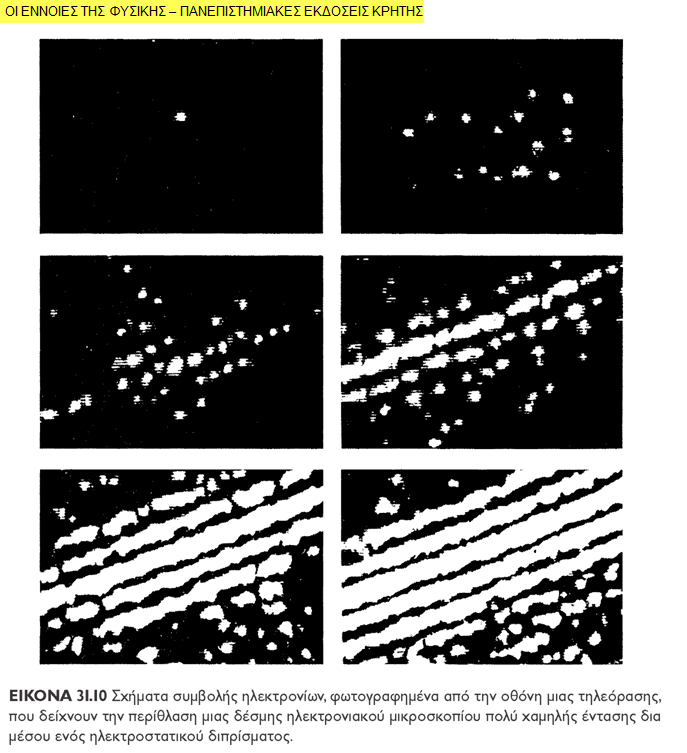 ΟΙ ΕΝΝΟΙΕΣ ΤΗΣ ΦΥΣΙΚΗΣ – ΠΑΝΕΠΙΣΤΗΜΙΑΚΕΣ ΕΚΔΟΣΕΙΣ ΚΡΗΤΗΣ
ΕΙΚΟΝΑ 31.10 Σχήματα συμβολής ηλεκτρονίων, φωτογραφημένα από την οθόνη μιας τηλεόρασης,
που δείχνουν την περίθλαση μιας δέσμης ηλεκτρονιακού μικροσκοπίου πολύ χαμηλής έντασης δια
μέσου ενός ηλεκτροστατικού διπρίσματος.